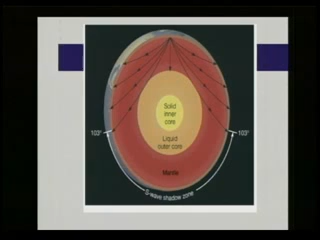 Solid
inner
core
103°
103°
Liquid
outer core
Mantle
S-wave shadow zone